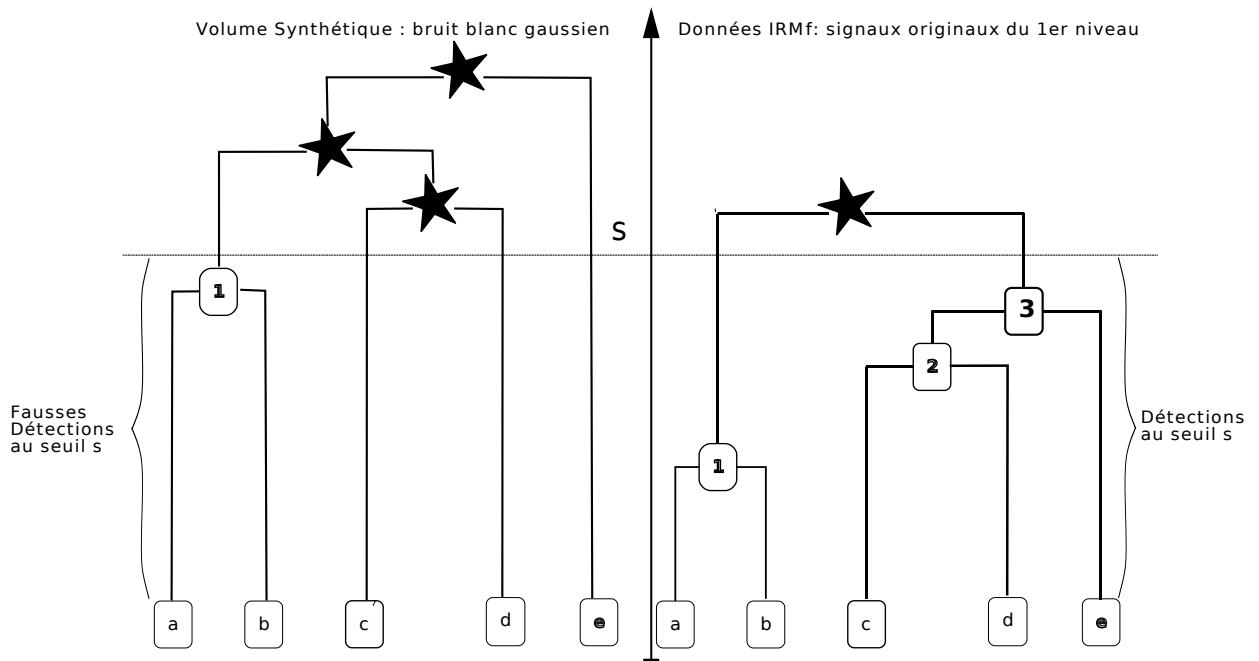 Volume Synthétique : bruit blanc gaussien
Données IRMf: signaux originaux du 1er niveau
S
1
3
2
Fausses
Détections
au seuil s
Détections
au seuil s
1
a
b
c
d
e
a
b
c
d
e